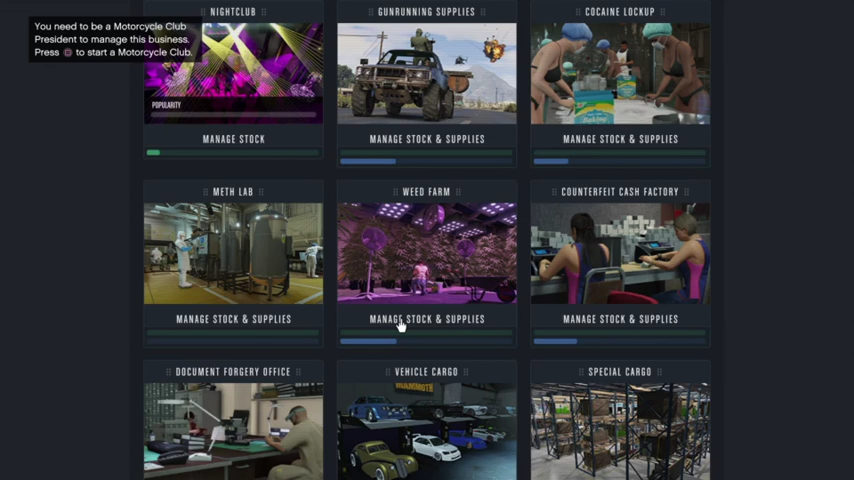 NIGHTCLUB
GUNRUNNING SUPPLIES
COCAINE LOCKUP
You need to be a Motorcycle Club
President to manage this business.
Press to start a Motorcycle Club.
POPULARITY
MANAGE STOCK
MANAGE STOCK & SUPPLIES
MANAGE STOCK & SUPPLIES
METH LAB
WEED FARM
COUNTERFEIT CASH FACTORY
MANAGE STOCK & SUPPLIES
MANAGE STOCK & SUPPLIES
MANAGE STOCK & SUPPLIES
DOCUMENT FORGERY OFFICE
VEHICLE CARGO
SPECIAL CARGO
MAMMOTH